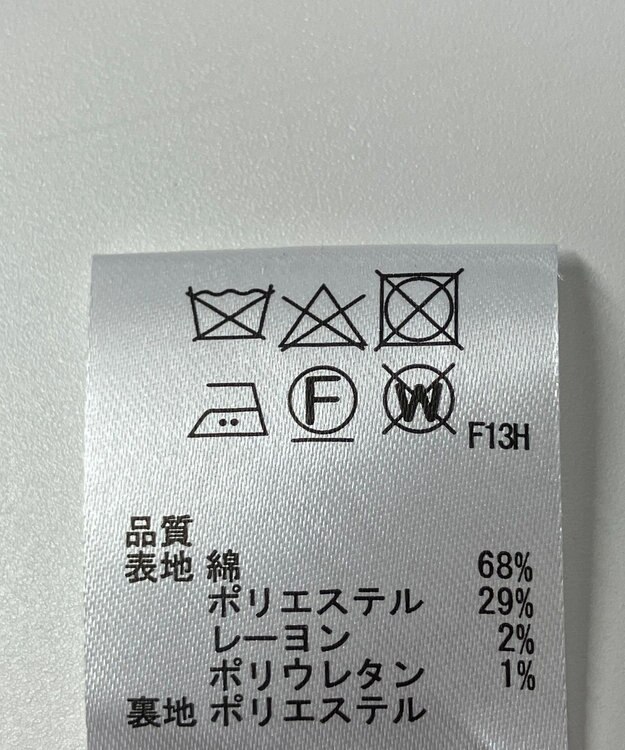 F W F13H
品質
表地 綿 68%
ポリエステル 29%
レーヨン 2%
ポリウレタン 1%
裏地 ポリエステル